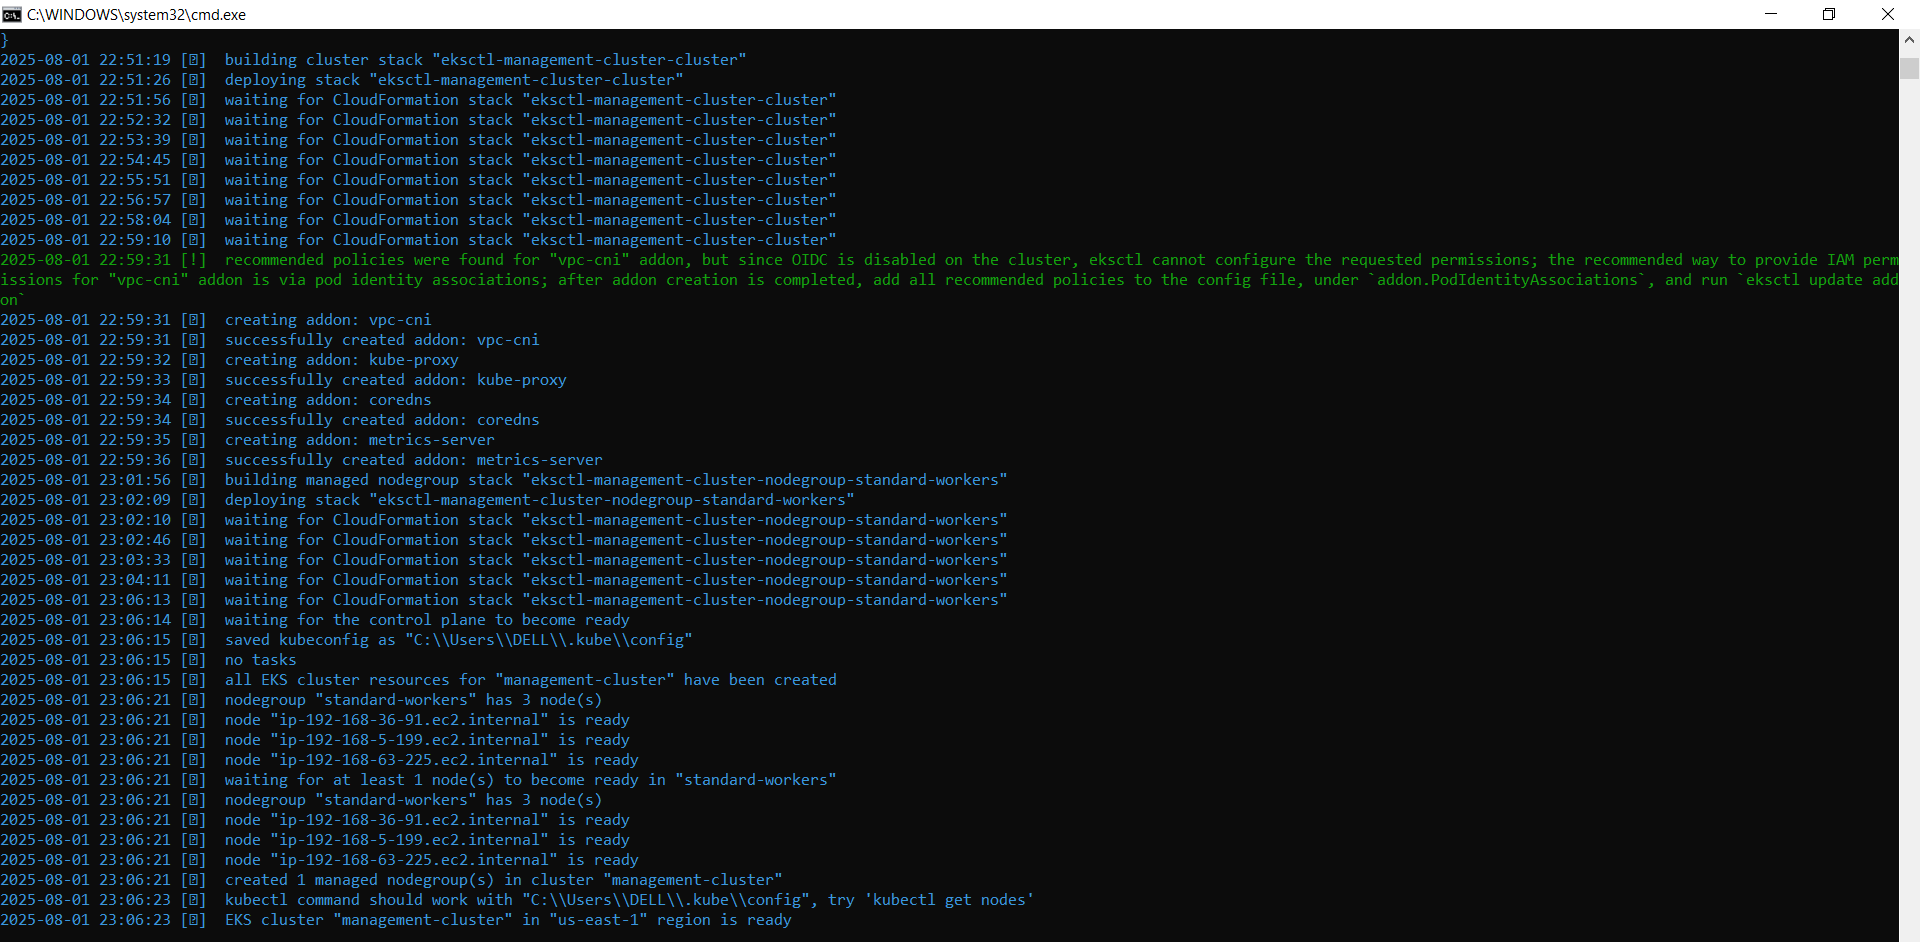 C:\WINDOWS\system32\cmd.exe
}
2025-08-01 22:51:19 [⍰]  building cluster stack "eksctl-management-cluster-cluster"
2025-08-01 22:51:26 [⍰]  deploying stack "eksctl-management-cluster-cluster"
2025-08-01 22:51:56 [⍰]  waiting for CloudFormation stack "eksctl-management-cluster-cluster"
2025-08-01 22:52:32 [⍰]  waiting for CloudFormation stack "eksctl-management-cluster-cluster"
2025-08-01 22:53:39 [⍰]  waiting for CloudFormation stack "eksctl-management-cluster-cluster"
2025-08-01 22:54:45 [⍰]  waiting for CloudFormation stack "eksctl-management-cluster-cluster"
2025-08-01 22:55:51 [⍰]  waiting for CloudFormation stack "eksctl-management-cluster-cluster"
2025-08-01 22:56:57 [⍰]  waiting for CloudFormation stack "eksctl-management-cluster-cluster"
2025-08-01 22:58:04 [⍰]  waiting for CloudFormation stack "eksctl-management-cluster-cluster"
2025-08-01 22:59:10 [⍰]  waiting for CloudFormation stack "eksctl-management-cluster-cluster"
2025-08-01 22:59:31 [!]  recommended policies were found for "vpc-cni" addon, but since OIDC is disabled on the cluster, eksctl cannot configure the requested permissions; the recommended way to provide IAM perm
issions for "vpc-cni" addon is via pod identity associations; after addon creation is completed, add all recommended policies to the config file, under `addon.PodIdentityAssociations`, and run `eksctl update add
on`
2025-08-01 22:59:31 [⍰]  creating addon: vpc-cni
2025-08-01 22:59:31 [⍰]  successfully created addon: vpc-cni
2025-08-01 22:59:32 [⍰]  creating addon: kube-proxy
2025-08-01 22:59:33 [⍰]  successfully created addon: kube-proxy
2025-08-01 22:59:34 [⍰]  creating addon: coredns
2025-08-01 22:59:34 [⍰]  successfully created addon: coredns
2025-08-01 22:59:35 [⍰]  creating addon: metrics-server
2025-08-01 22:59:36 [⍰]  successfully created addon: metrics-server
2025-08-01 23:01:56 [⍰]  building managed nodegroup stack "eksctl-management-cluster-nodegroup-standard-workers"
2025-08-01 23:02:09 [⍰]  deploying stack "eksctl-management-cluster-nodegroup-standard-workers"
2025-08-01 23:02:10 [⍰]  waiting for CloudFormation stack "eksctl-management-cluster-nodegroup-standard-workers"
2025-08-01 23:02:46 [⍰]  waiting for CloudFormation stack "eksctl-management-cluster-nodegroup-standard-workers"
2025-08-01 23:03:33 [⍰]  waiting for CloudFormation stack "eksctl-management-cluster-nodegroup-standard-workers"
2025-08-01 23:04:11 [⍰]  waiting for CloudFormation stack "eksctl-management-cluster-nodegroup-standard-workers"
2025-08-01 23:06:13 [⍰]  waiting for CloudFormation stack "eksctl-management-cluster-nodegroup-standard-workers"
2025-08-01 23:06:14 [⍰]  waiting for the control plane to become ready
2025-08-01 23:06:15 [⍰]  saved kubeconfig as "C:\\Users\\DELL\\.kube\\config"
2025-08-01 23:06:15 [⍰]  no tasks
2025-08-01 23:06:15 [⍰]  all EKS cluster resources for "management-cluster" have been created
2025-08-01 23:06:21 [⍰]  nodegroup "standard-workers" has 3 node(s)
2025-08-01 23:06:21 [⍰]  node "ip-192-168-36-91.ec2.internal" is ready
2025-08-01 23:06:21 [⍰]  node "ip-192-168-5-199.ec2.internal" is ready
2025-08-01 23:06:21 [⍰]  node "ip-192-168-63-225.ec2.internal" is ready
2025-08-01 23:06:21 [⍰]  waiting for at least 1 node(s) to become ready in "standard-workers"
2025-08-01 23:06:21 [⍰]  nodegroup "standard-workers" has 3 node(s)
2025-08-01 23:06:21 [⍰]  node "ip-192-168-36-91.ec2.internal" is ready
2025-08-01 23:06:21 [⍰]  node "ip-192-168-5-199.ec2.internal" is ready
2025-08-01 23:06:21 [⍰]  node "ip-192-168-63-225.ec2.internal" is ready
2025-08-01 23:06:21 [⍰]  created 1 managed nodegroup(s) in cluster "management-cluster"
2025-08-01 23:06:23 [⍰]  kubectl command should work with "C:\\Users\\DELL\\.kube\\config", try 'kubectl get nodes'
2025-08-01 23:06:23 [⍰]  EKS cluster "management-cluster" in "us-east-1" region is ready